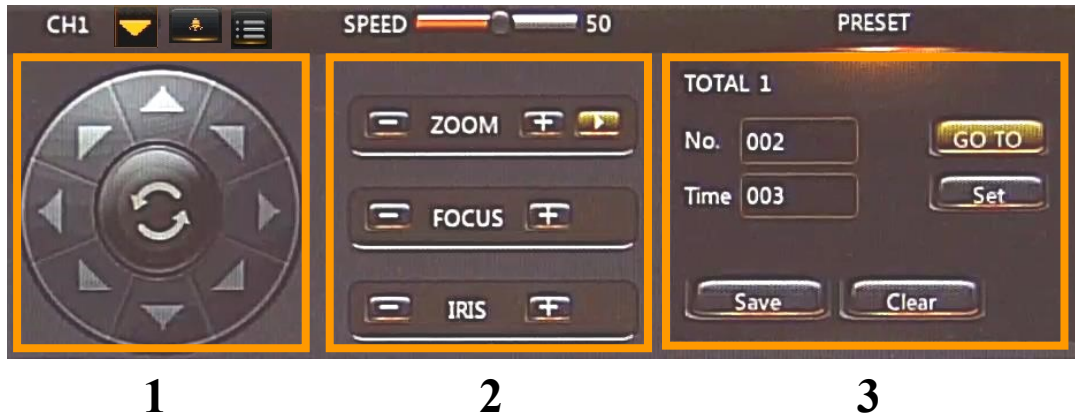 CH1 SPEED 50 PRESET
TOTAL 1
ZOOM
No. 002 GO TO
Time 003 Set
FOCUS
Save Clear
IRIS
1 2 3